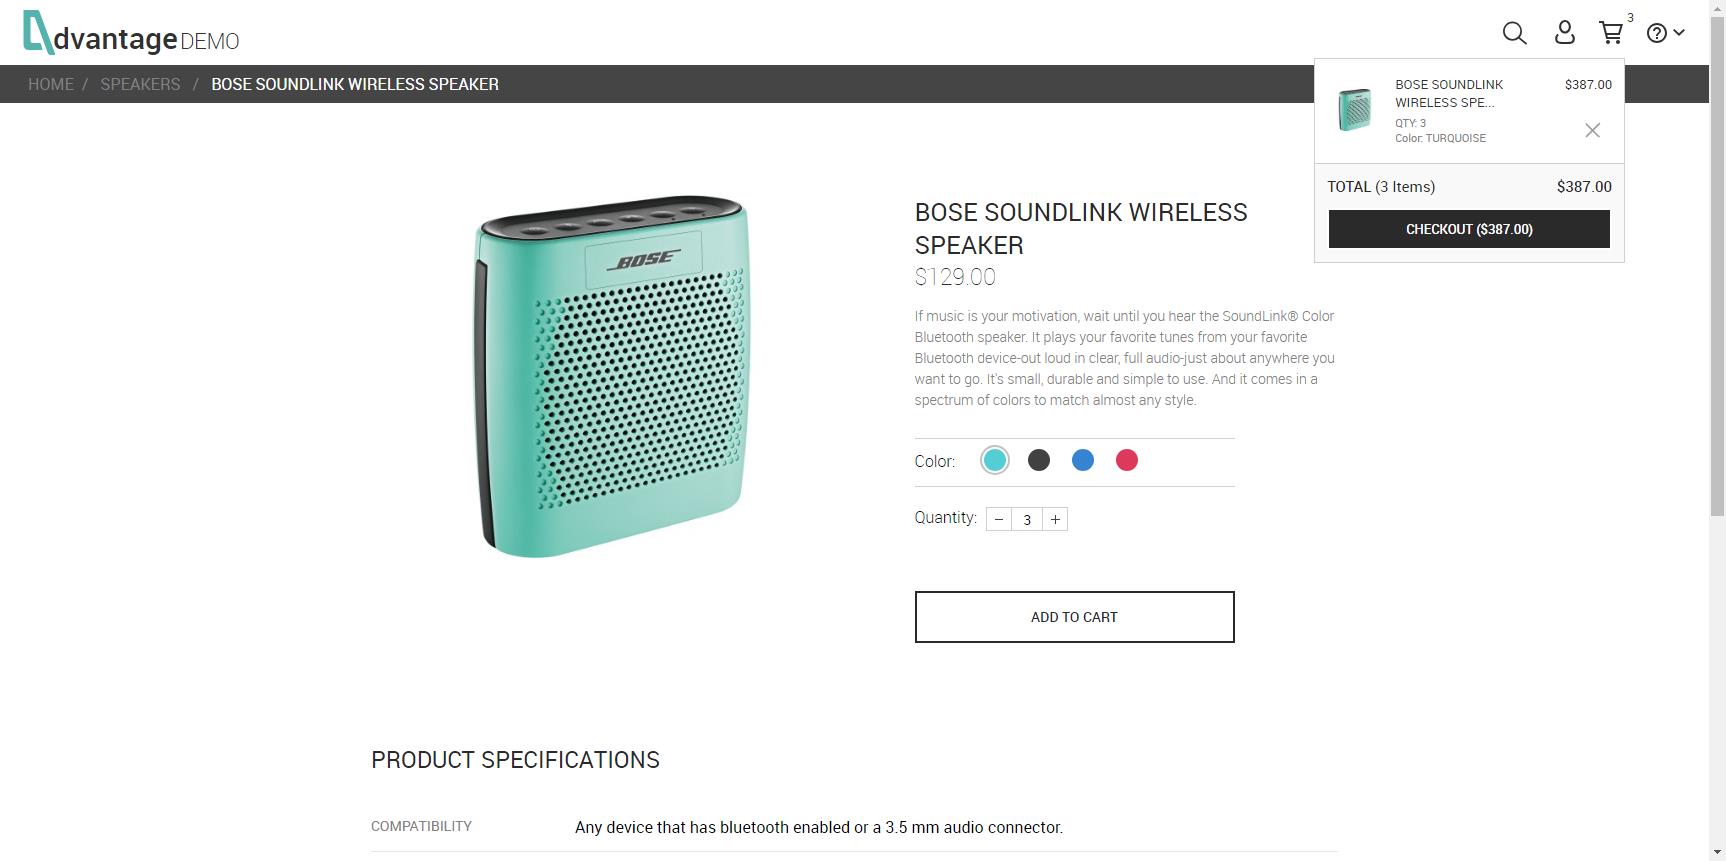 dvantage DEMO
3
HOME / SPEAKERS / BOSE SOUNDLINK WIRELESS SPEAKER
BOSE SOUNDLINK $387.00
WIRELESS SPE...
QTY: 3
Color: TURQUOISE
TOTAL (3 Items) $387.00
CHECKOUT ($387.00)
BOSE
BOSE SOUNDLINK WIRELESS
SPEAKER
$129.00
If music is your motivation, wait until you hear the SoundLink® Color
Bluetooth speaker. It plays your favorite tunes from your favorite
Bluetooth device-out loud in clear, full audio-just about anywhere you
want to go. It's small, durable and simple to use. And it comes in a
spectrum of colors to match almost any style.
Color:
Quantity: − 3 +
ADD TO CART
PRODUCT SPECIFICATIONS
COMPATIBILITY Any device that has bluetooth enabled or a 3.5 mm audio connector.